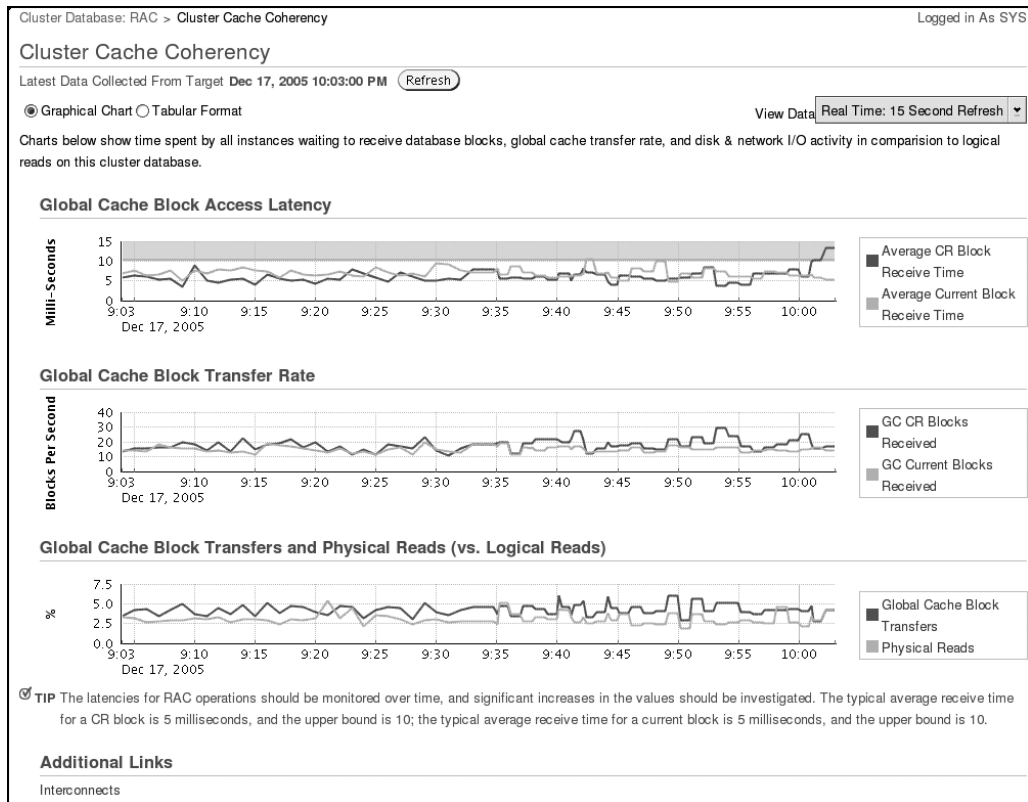 Cluster Database: RAC > Cluster Cache Coherency
Logged in As SYS
Cluster Cache Coherency
Latest Data Collected From Target Dec 17, 2005 10:03:00 PM Refresh
Graphical Chart Tabular Format
View Data Real Time: 15 Second Refresh
Charts below show time spent by all instances waiting to receive database blocks, global cache transfer rate, and disk & network I/O activity in comparision to logical
reads on this cluster database.
Global Cache Block Access Latency
Milli-Seconds
15
10
5
0
9:03 9:10 9:15 9:20 9:25 9:30 9:35 9:40 9:45 9:50 9:55 10:00
Dec 17, 2005
Average CR Block
Receive Time
Average Current Block
Receive Time
Global Cache Block Transfer Rate
Blocks Per Second
40
30
20
10
0
9:03 9:10 9:15 9:20 9:25 9:30 9:35 9:40 9:45 9:50 9:55 10:00
Dec 17, 2005
GC CR Blocks
Received
GC Current Blocks
Received
Global Cache Block Transfers and Physical Reads (vs. Logical Reads)
%
7.5
5.0
2.5
0.0
9:03 9:10 9:15 9:20 9:25 9:30 9:35 9:40 9:45 9:50 9:55 10:00
Dec 17, 2005
Global Cache Block
Transfers
Physical Reads
TIP The latencies for RAC operations should be monitored over time, and significant increases in the values should be investigated. The typical average receive time
for a CR block is 5 milliseconds, and the upper bound is 10; the typical average receive time for a current block is 5 milliseconds, and the upper bound is 10.
Additional Links
Interconnects